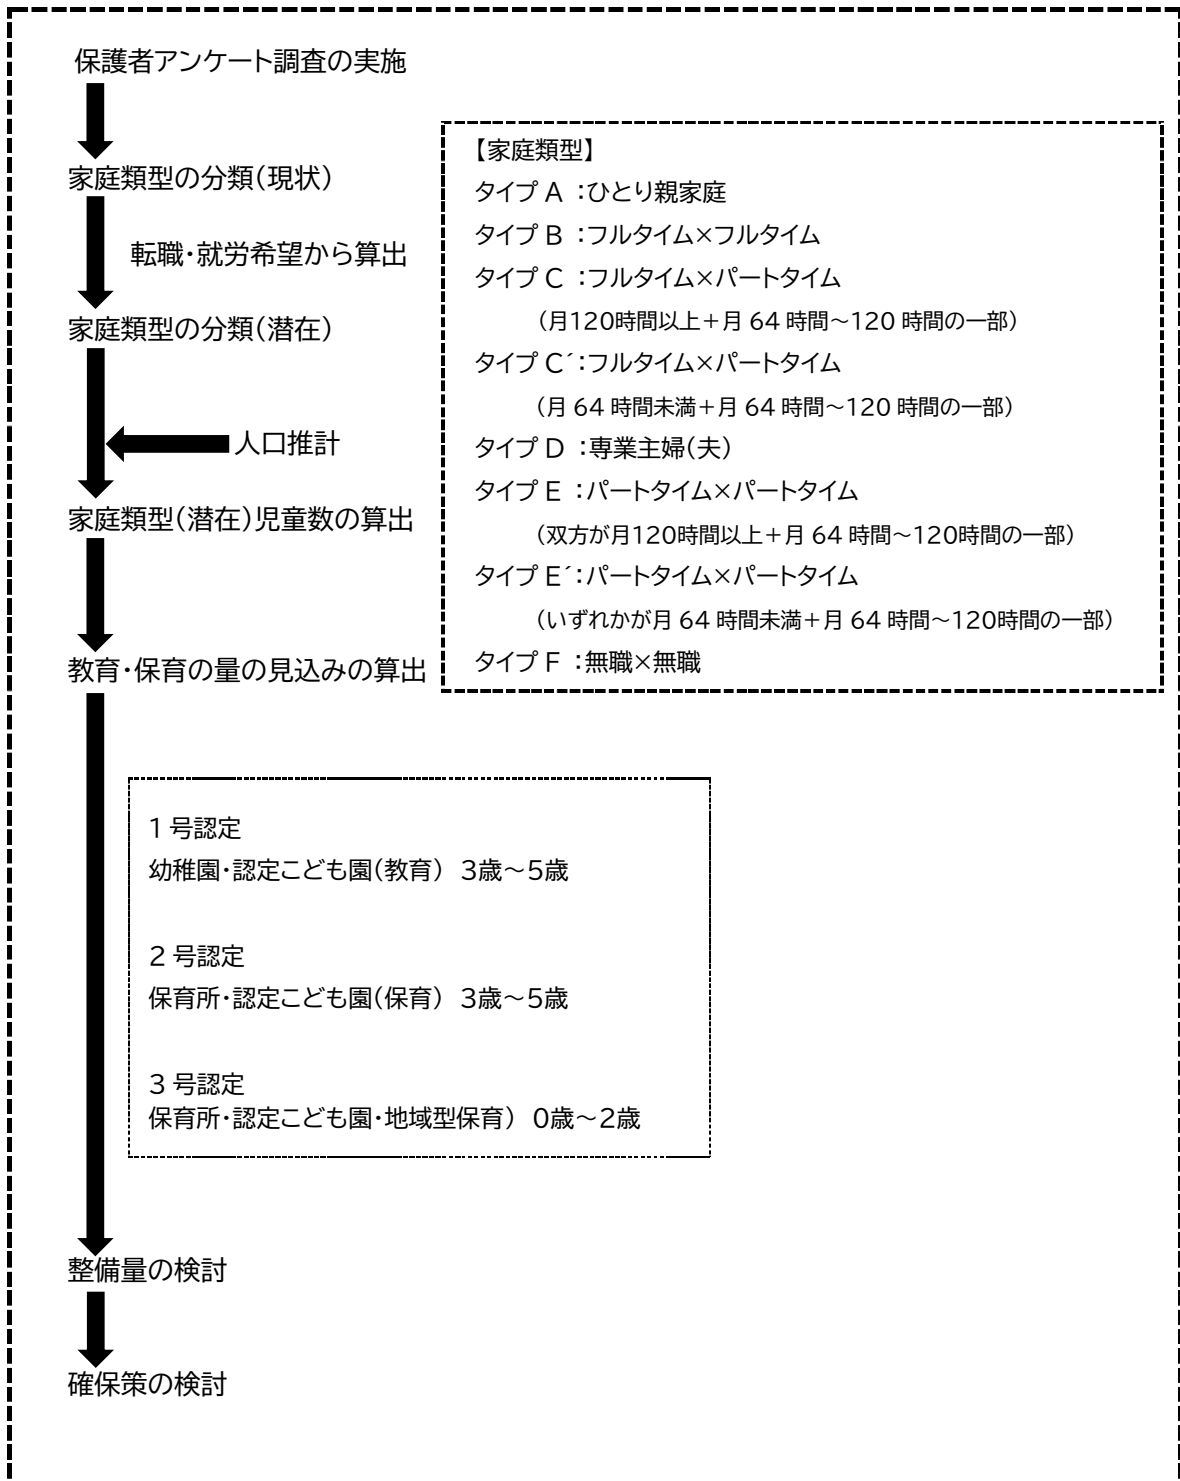 保護者アンケート調査の実施
家庭類型の分類（現状）
転職・就労希望から算出
家庭類型の分類（潜在）
人口推計
家庭類型（潜在）児童数の算出
教育・保育の量の見込みの算出
【家庭類型】
タイプ A ：ひとり親家庭
タイプ B ：フルタイム×フルタイム
タイプ C ：フルタイム×パートタイム
（月120時間以上＋月 64 時間～120 時間の一部）
タイプ C´：フルタイム×パートタイム
（月 64 時間未満＋月 64 時間～120 時間の一部）
タイプ D ：専業主婦（夫）
タイプ E ：パートタイム×パートタイム
（双方が月120時間以上＋月 64 時間～120時間の一部）
タイプ E´：パートタイム×パートタイム
（いずれかが月 64 時間未満＋月 64 時間～120時間の一部）
タイプ F ：無職×無職
1 号認定
幼稚園・認定こども園（教育） 3歳～5歳
2 号認定
保育所・認定こども園（保育） 3歳～5歳
3 号認定
保育所・認定こども園・地域型保育） 0歳～2歳
整備量の検討
確保策の検討